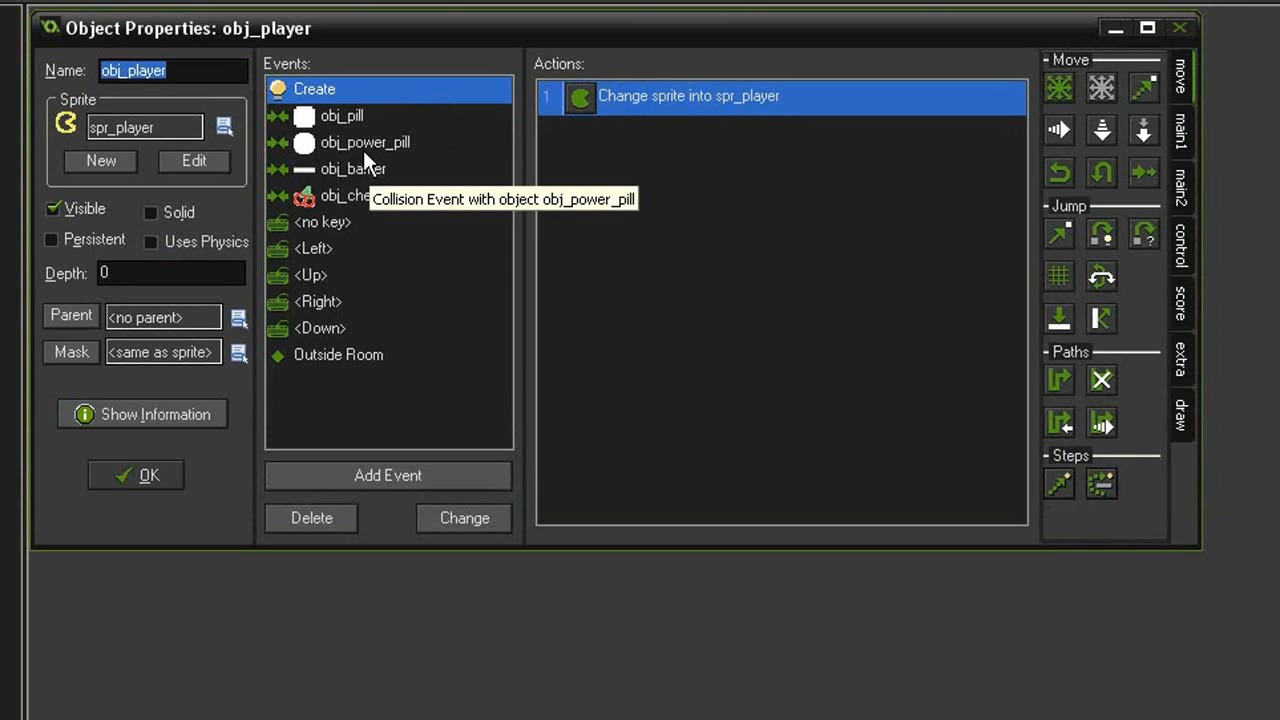 Object Properties: obj_player
Name: obj_player
Sprite
spr_player
New Edit
Visible Solid
Persistent Uses Physics
Depth: 0
Parent <no parent>
Mask <same as sprite>
Show Information
OK
Events:
Create
obj_pill
obj_power_pill
Collision Event with object obj_power_pill
<no key>
<Left>
<Up>
<Right>
<Down>
Outside Room
Add Event
Delete Change
Actions:
1 Change sprite into spr_player
Move
Jump
Paths
Steps
move
main1
main2
control
score
extra
draw